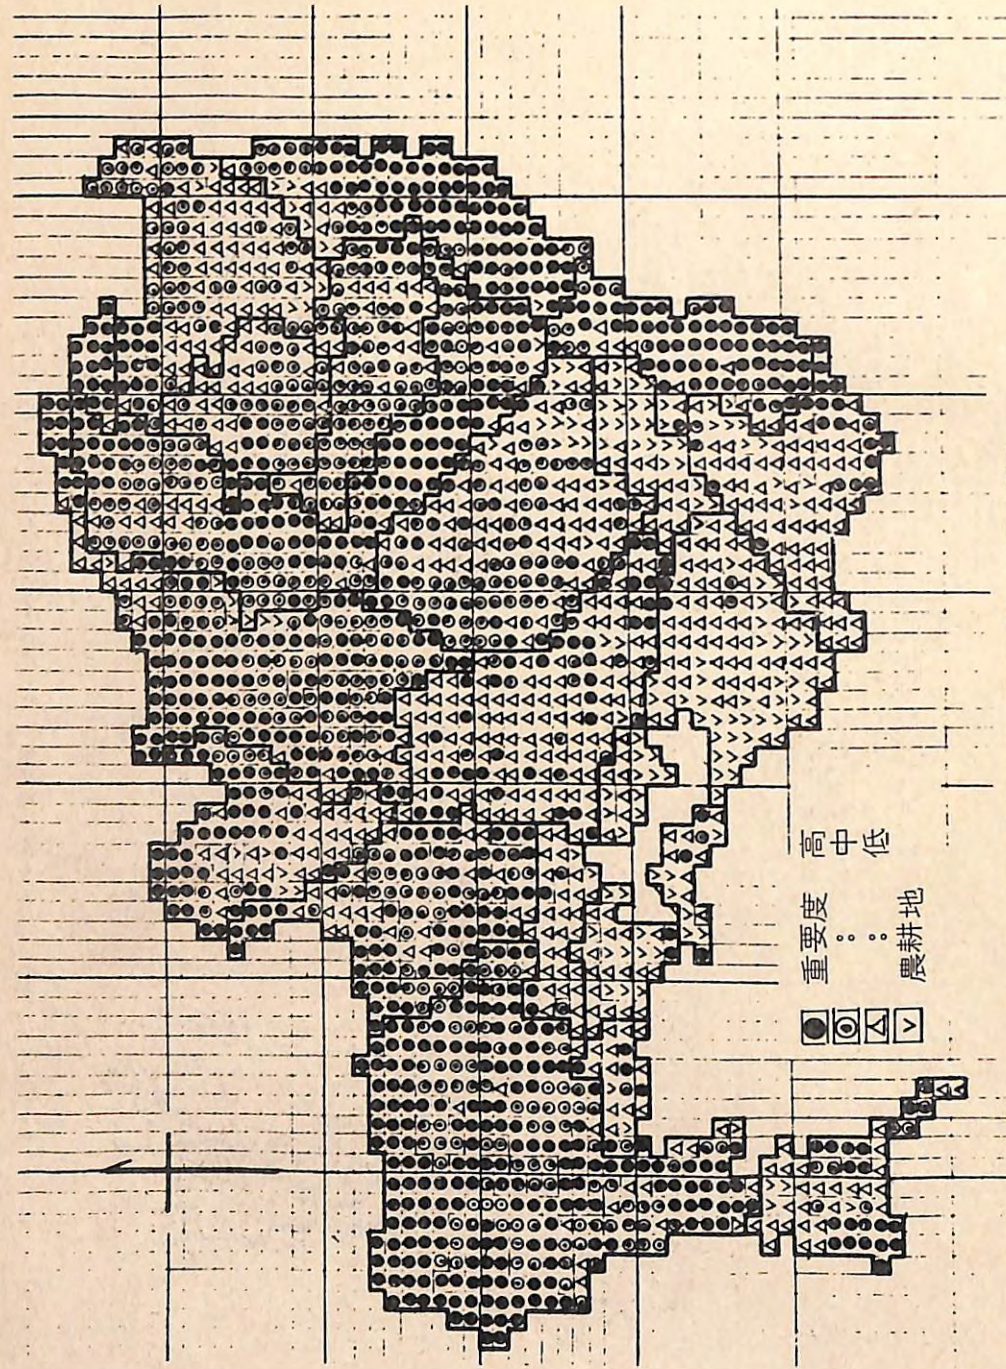 ● 重要度 高
◎ 〃 中
△ 〃 低
∨ 農耕地